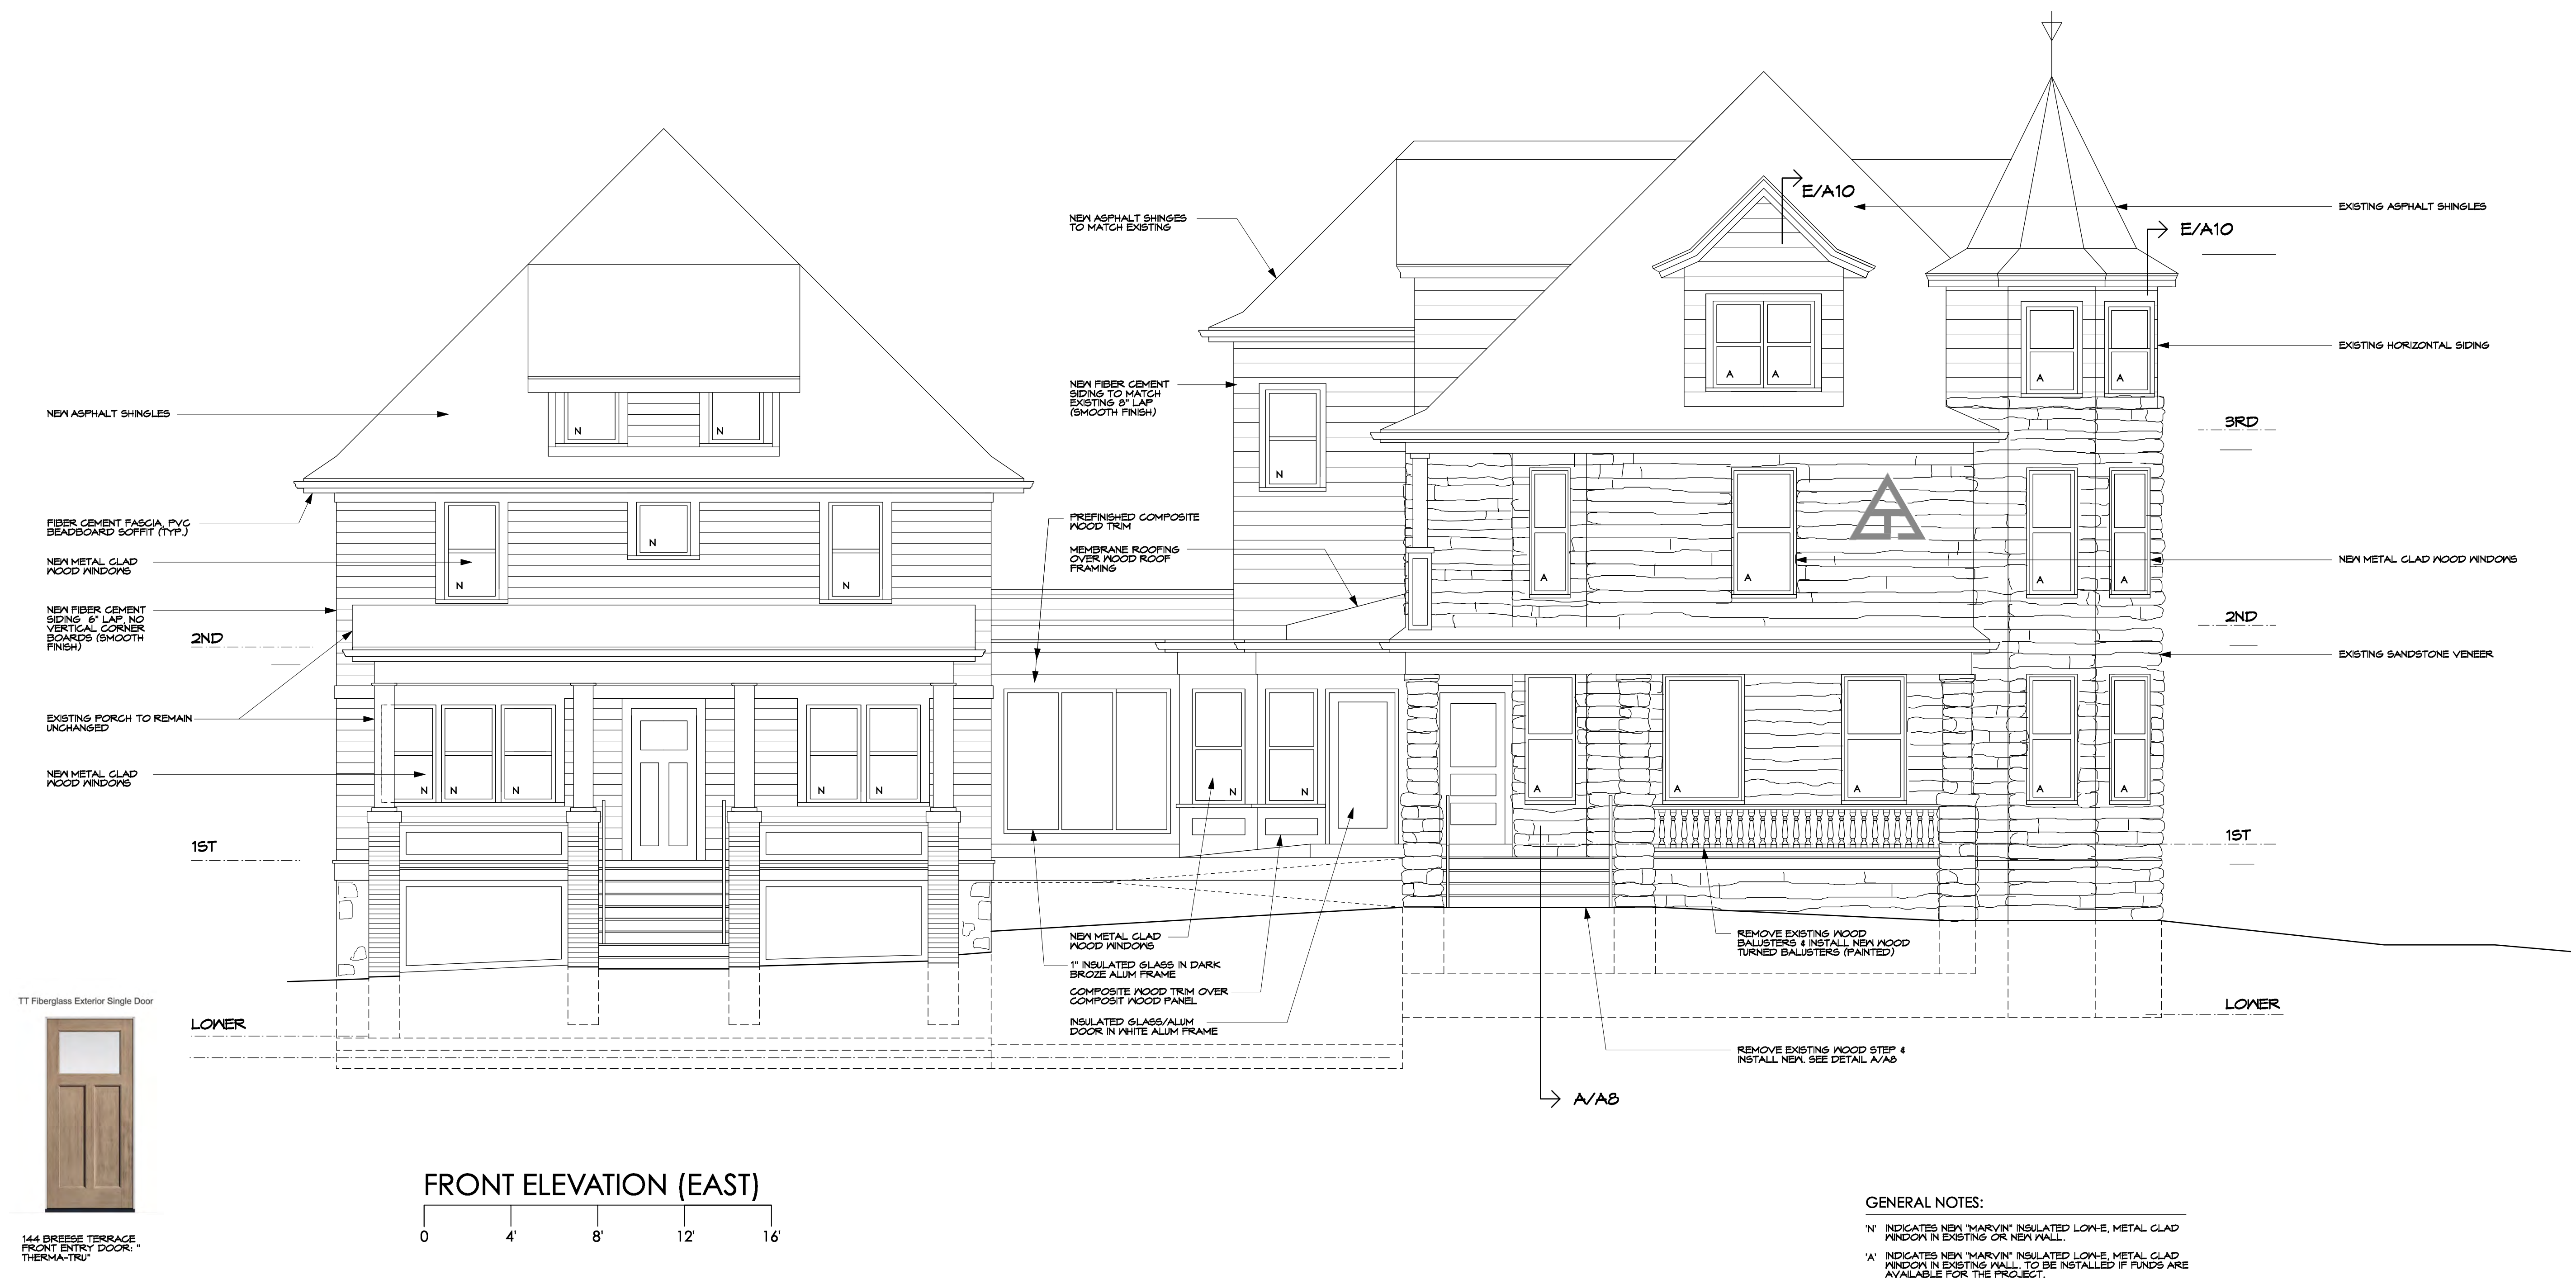 E/A10
E/A10
NEW ASPHALT SHINGES
TO MATCH EXISTING
EXISTING ASPHALT SHINGLES
EXISTING HORIZONTAL SIDING
NEW FIBER CEMENT
SIDING TO MATCH
EXISTING 8" LAP
(SMOOTH FINISH)
A
A
A
A
NEW ASPHALT SHINGLES
N
N
3RD
N
FIBER CEMENT FASCIA, PVC
BEADBOARD SOFFIT (TYP.)
PREFINISHED COMPOSITE
WOOD TRIM
N
NEW METAL CLAD
WOOD WINDOWS
MEMBRANE ROOFING
OVER WOOD ROOF
FRAMING
NEW METAL CLAD WOOD WINDOWS
N
N
A
A
A
A
NEW FIBER CEMENT
SIDING 6" LAP, NO
VERTICAL CORNER
BOARDS (SMOOTH
FINISH)
2ND
2ND
EXISTING SANDSTONE VENEER
EXISTING PORCH TO REMAIN
UNCHANGED
NEW METAL CLAD
WOOD WINDOWS
N
N
N
N
N
N
N
A
A
A
A
A
1ST
1ST
NEW METAL CLAD
WOOD WINDOWS
1" INSULATED GLASS IN DARK
BROZE ALUM FRAME
COMPOSITE WOOD TRIM OVER
COMPOSIT WOOD PANEL
INSULATED GLASS/ALUM
DOOR IN WHITE ALUM FRAME
REMOVE EXISTING WOOD
BALUSTERS & INSTALL NEW WOOD
TURNED BALUSTERS (PAINTED)
REMOVE EXISTING WOOD STEP &
INSTALL NEW. SEE DETAIL A/A8
A/A8
LOWER
LOWER
TT Fiberglass Exterior Single Door
144 BREESE TERRACE
FRONT ENTRY DOOR: "
THERMA-TRU"
FRONT ELEVATION (EAST)
0 4' 8' 12' 16'
GENERAL NOTES:
'N' INDICATES NEW "MARVIN" INSULATED LOW-E, METAL CLAD
WINDOW IN EXISTING OR NEW WALL.
'A' INDICATES NEW "MARVIN" INSULATED LOW-E, METAL CLAD
WINDOW IN EXISTING WALL. TO BE INSTALLED IF FUNDS ARE
AVAILABLE FOR THE PROJECT.